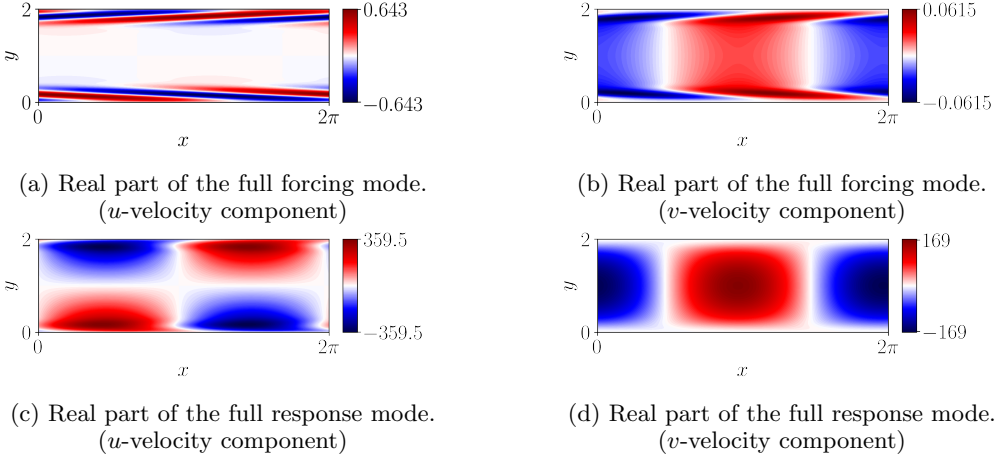 2
y
0
0
x
2π
0.643
−0.643
2
y
0
0
x
2π
0.0615
−0.0615
(a) Real part of the full forcing mode.
(u-velocity component)
(b) Real part of the full forcing mode.
(v-velocity component)
2
y
0
0
x
2π
359.5
−359.5
2
y
0
0
x
2π
169
−169
(c) Real part of the full response mode.
(u-velocity component)
(d) Real part of the full response mode.
(v-velocity component)